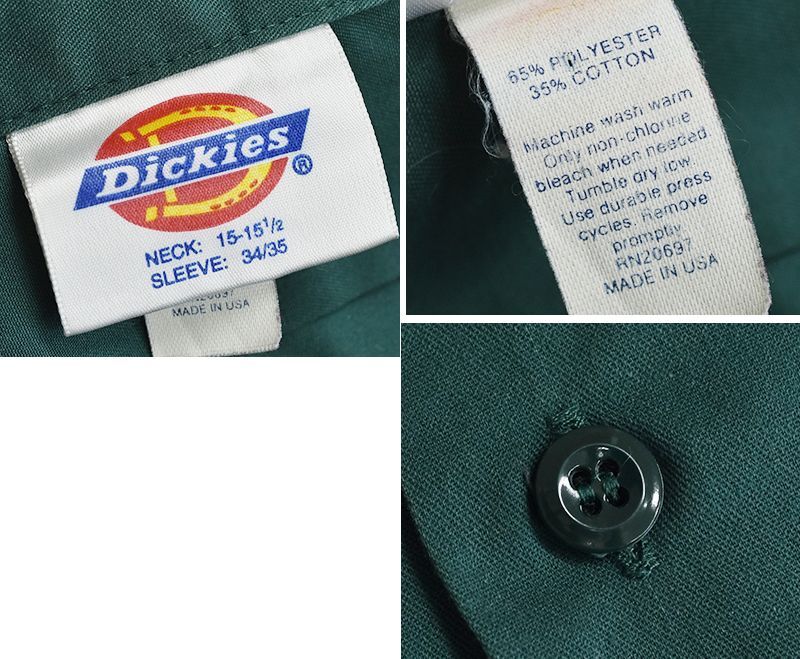 Dickies®
NECK: 15-15½
SLEEVE: 34/35
RN20697
MADE IN USA
65% POLYESTER
35% COTTON
Machine wash warm
Only non-chlorine
bleach when needed
Tumble dry low
Use durable press
cycles. Remove
promptly.
RN20697
MADE IN USA